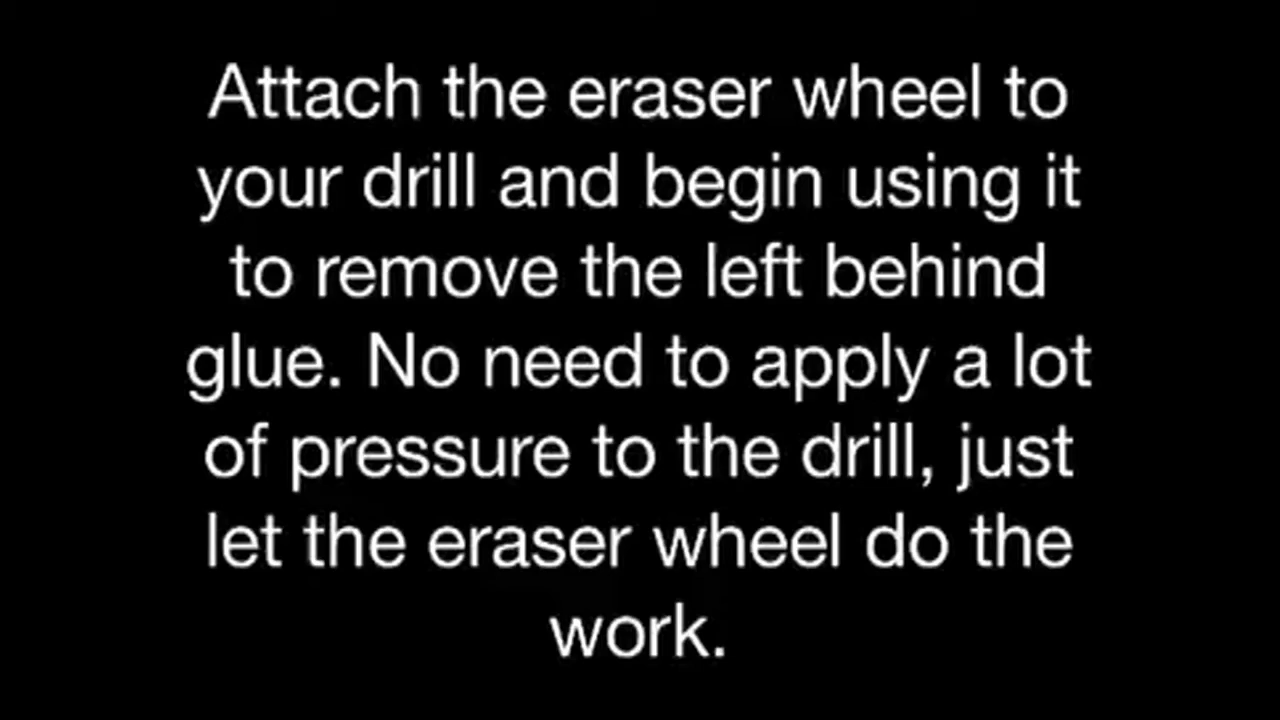 Attach the eraser wheel to
your drill and begin using it
to remove the left behind
glue. No need to apply a lot
of pressure to the drill, just
let the eraser wheel do the
work.